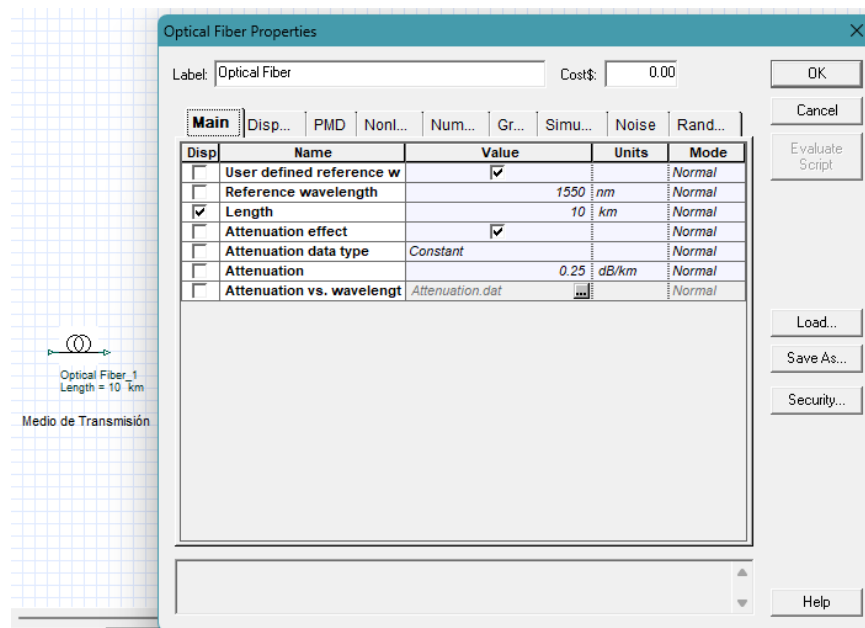 Optical Fiber Properties
Label: Optical Fiber Cost$: 0.00
OK
Cancel
Evaluate
Script
Main Disp... PMD Nonl... Num... Gr... Simu... Noise Rand...
Disp Name Value Units Mode
User defined reference w Normal
Reference wavelength 1550 nm Normal
Length 10 km Normal
Attenuation effect Normal
Attenuation data type Constant Normal
Attenuation 0.25 dB/km Normal
Attenuation vs. wavelengt Attenuation.dat ... Normal
Load...
Save As...
Security...
Help
Optical Fiber_1
Length = 10 km
Medio de Transmisión